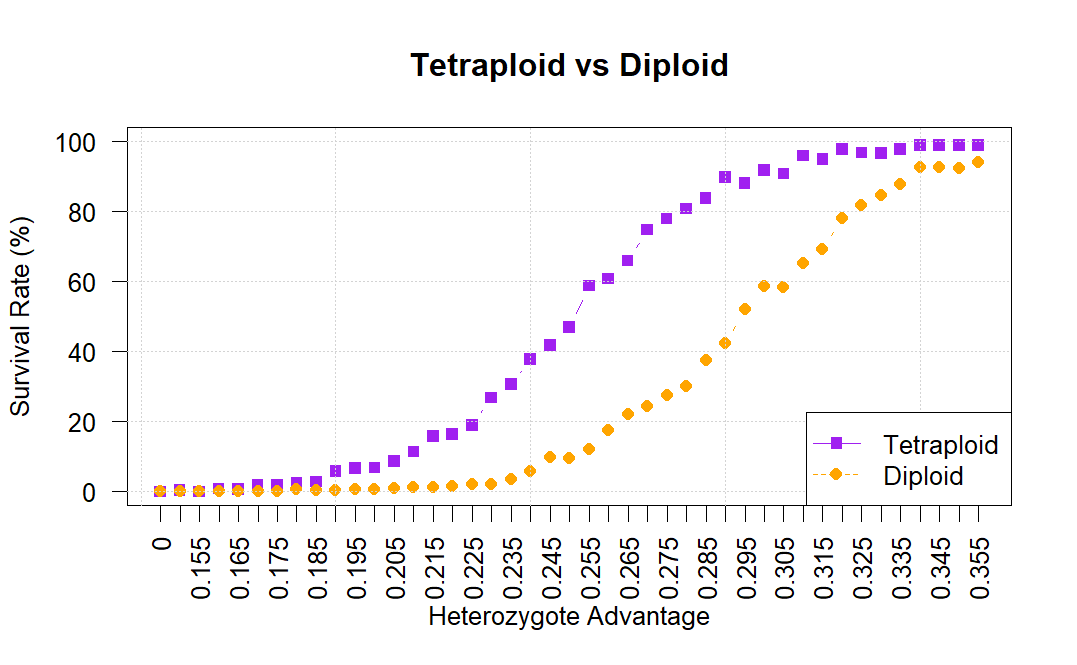 Tetraploid vs Diploid
Survival Rate (%)
100
80
60
40
20
0
Tetraploid
Diploid
0 0.155 0.165 0.175 0.185 0.195 0.205 0.215 0.225 0.235 0.245 0.255 0.265 0.275 0.285 0.295 0.305 0.315 0.325 0.335 0.345 0.355
Heterozygote Advantage